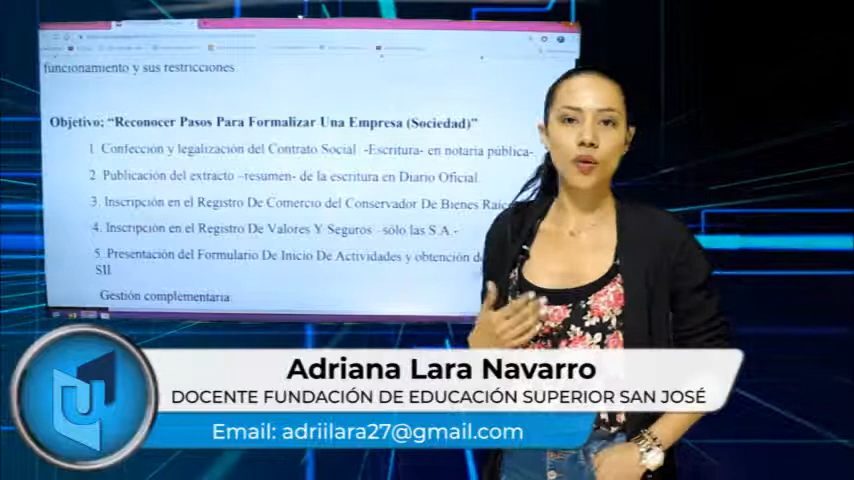 funcionamiento y sus restricciones
Objetivo; “Reconocer Pasos Para Formalizar Una Empresa (Sociedad)”
1. Confección y legalización del Contrato Social -Escritura- en notaría pública-.
2. Publicación del extracto –resumen- de la escritura en Diario Oficial.
3. Inscripción en el Registro De Comercio del Conservador De Bienes
4. Inscripción en el Registro De Valores Y Seguros –sólo las S.A.-
5. Presentación del Formulario De Inicio De Actividades y obtención
SII.
Gestión complementaria:
Adriana Lara Navarro
DOCENTE FUNDACIÓN DE EDUCACIÓN SUPERIOR SAN JOSÉ
Email: adriilara27@gmail.com